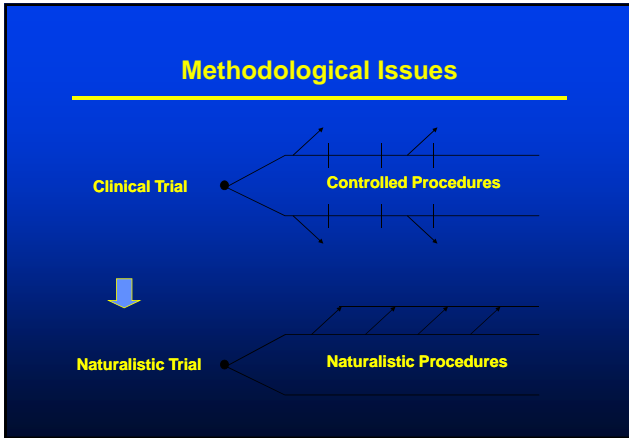 Methodological Issues
Clinical Trial
Controlled Procedures
Naturalistic Trial
Naturalistic Procedures